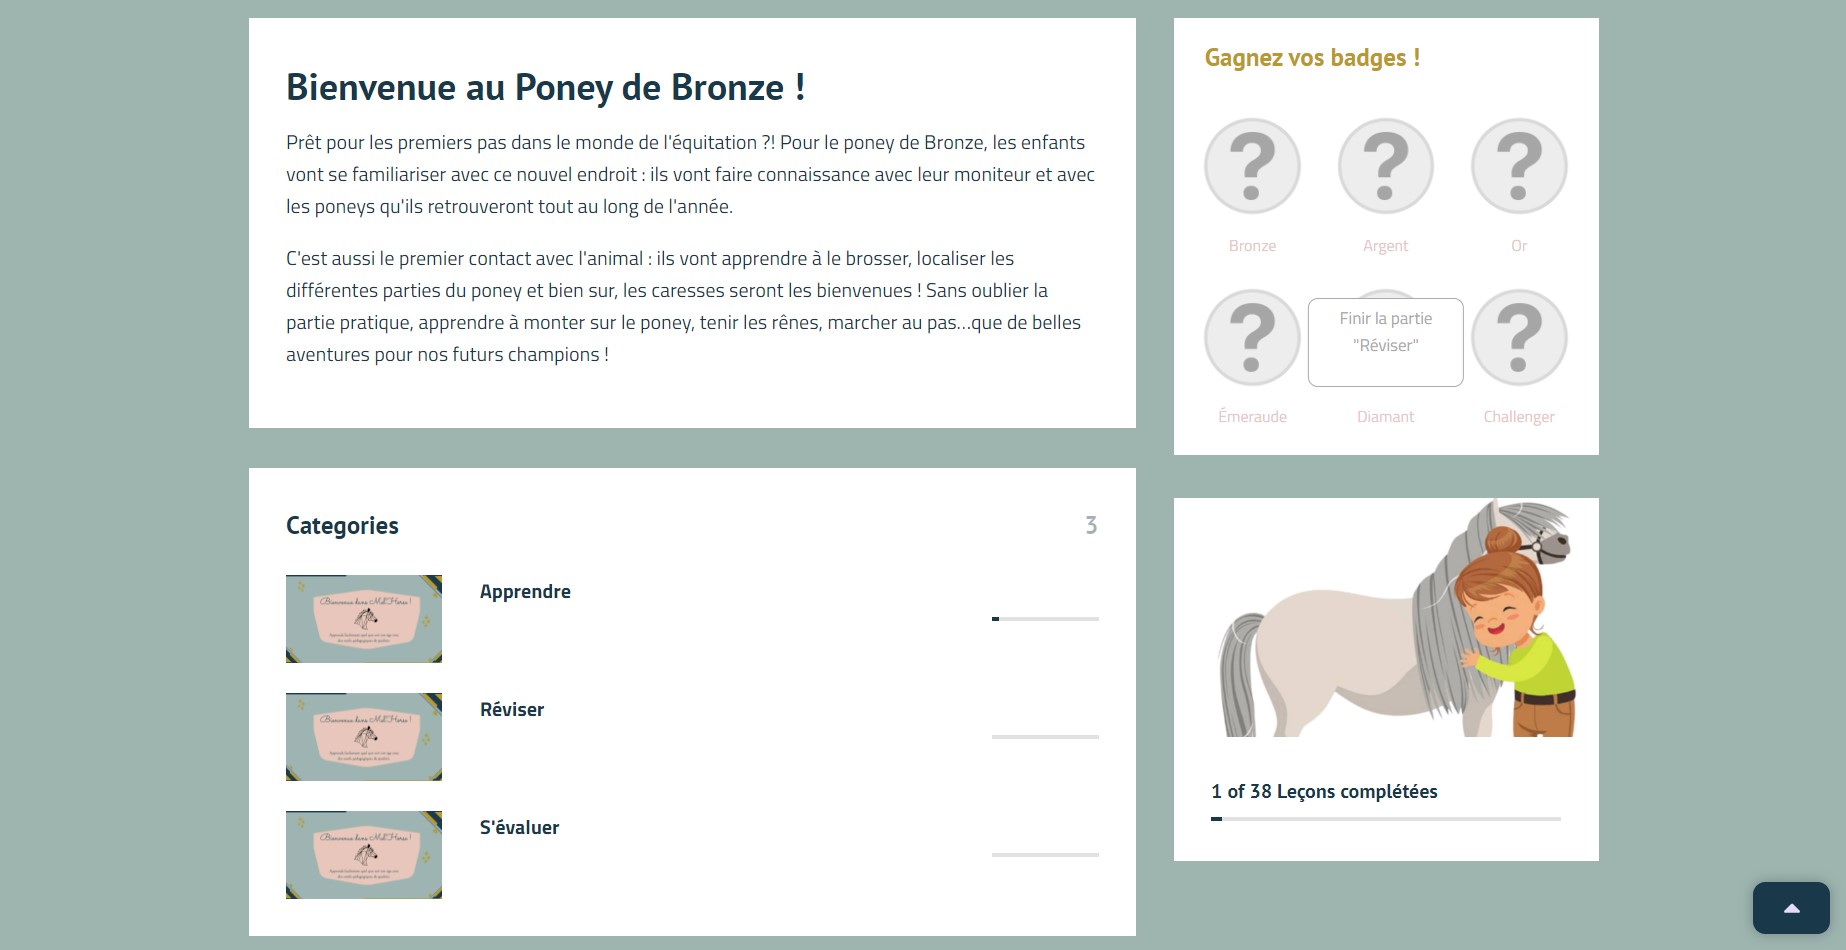 Bienvenue au Poney de Bronze !
Prêt pour les premiers pas dans le monde de l'équitation ?! Pour le poney de Bronze, les enfants
vont se familiariser avec ce nouvel endroit : ils vont faire connaissance avec leur moniteur et avec
les poneys qu'ils retrouveront tout au long de l'année.
C'est aussi le premier contact avec l'animal : ils vont apprendre à le brosser, localiser les
différentes parties du poney et bien sur, les caresses seront les bienvenues ! Sans oublier la
partie pratique, apprendre à monter sur le poney, tenir les rênes, marcher au pas...que de belles
aventures pour nos futurs champions !
Categories
3
Bienvenue dans
Apprendre
Bienvenue dans
Réviser
Bienvenue dans
S'évaluer
Gagnez vos badges !
? ? ?
Bronze Argent Or
? ?
Finir la partie
"Réviser"
Émeraude Diamant Challenger
1 of 38 Leçons complétées